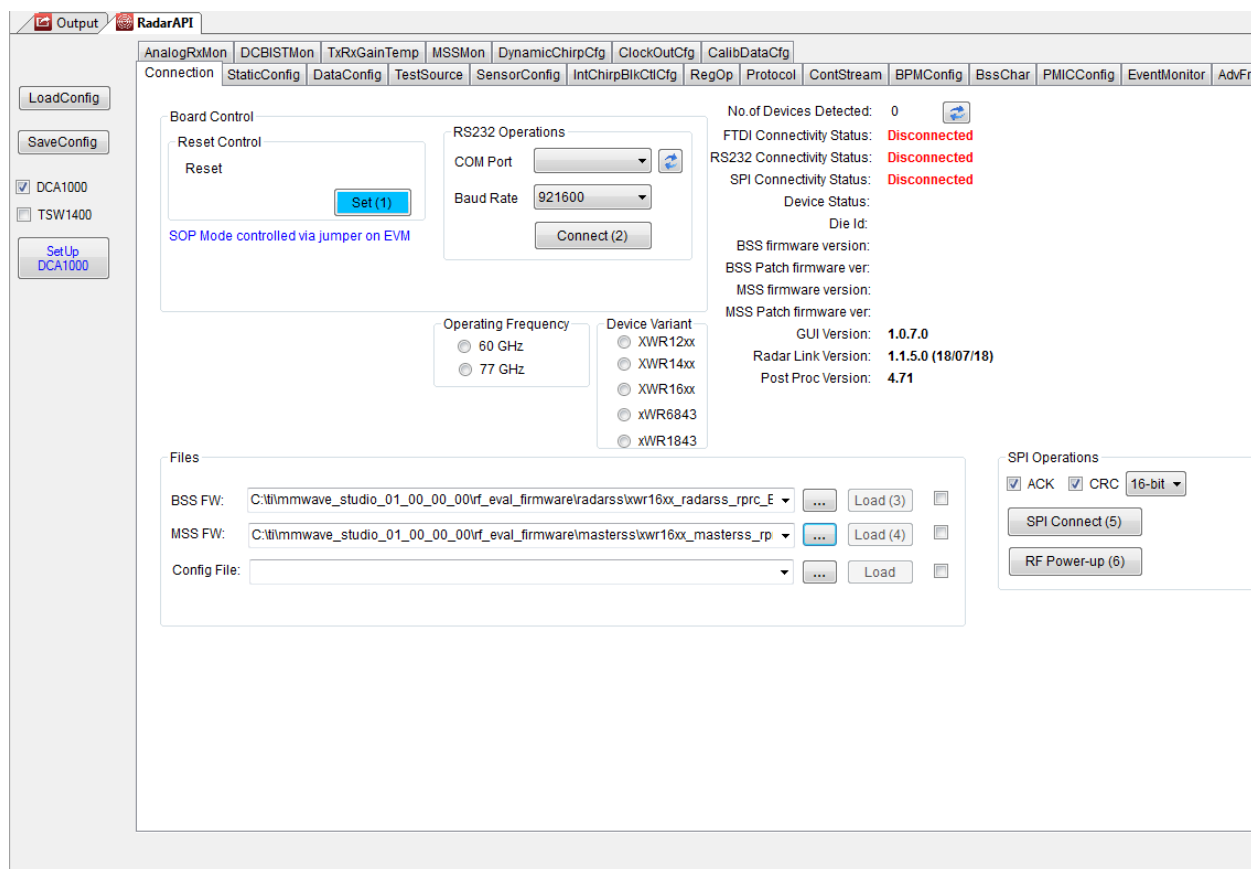 Output RadarAPI
AnalogRxMon DCBISTMon TxRxGainTemp MSSMon DynamicChirpCfg ClockOutCfg CalibDataCfg
Connection StaticConfig DataConfig TestSource SensorConfig IntChirpBlkCtlCfg RegOp Protocol ContStream BPMConfig BssChar PMICConfig EventMonitor AdvFr
LoadConfig
SaveConfig
DCA1000
TSW1400
SetUp
DCA1000
Board Control
Reset Control
Reset
Set (1)
SOP Mode controlled via jumper on EVM
RS232 Operations
COM Port
Baud Rate 921600
Connect (2)
No.of Devices Detected: 0
FTDI Connectivity Status: Disconnected
RS232 Connectivity Status: Disconnected
SPI Connectivity Status: Disconnected
Device Status:
Die Id:
BSS firmware version:
BSS Patch firmware ver:
MSS firmware version:
MSS Patch firmware ver:
GUI Version: 1.0.7.0
Radar Link Version: 1.1.5.0 (18/07/18)
Post Proc Version: 4.71
Operating Frequency
60 GHz
77 GHz
Device Variant
XWR12xx
XWR14xx
XWR16xx
xWR6843
xWR1843
Files
BSS FW: C:\ti\mmwave_studio_01_00_00_00\rf_eval_firmware\radarss\xwr16xx_radarss_rprc_E ... Load (3)
MSS FW: C:\ti\mmwave_studio_01_00_00_00\rf_eval_firmware\masterss\xwr16xx_masterss_rp ... Load (4)
Config File: ... Load
SPI Operations
ACK CRC 16-bit
SPI Connect (5)
RF Power-up (6)